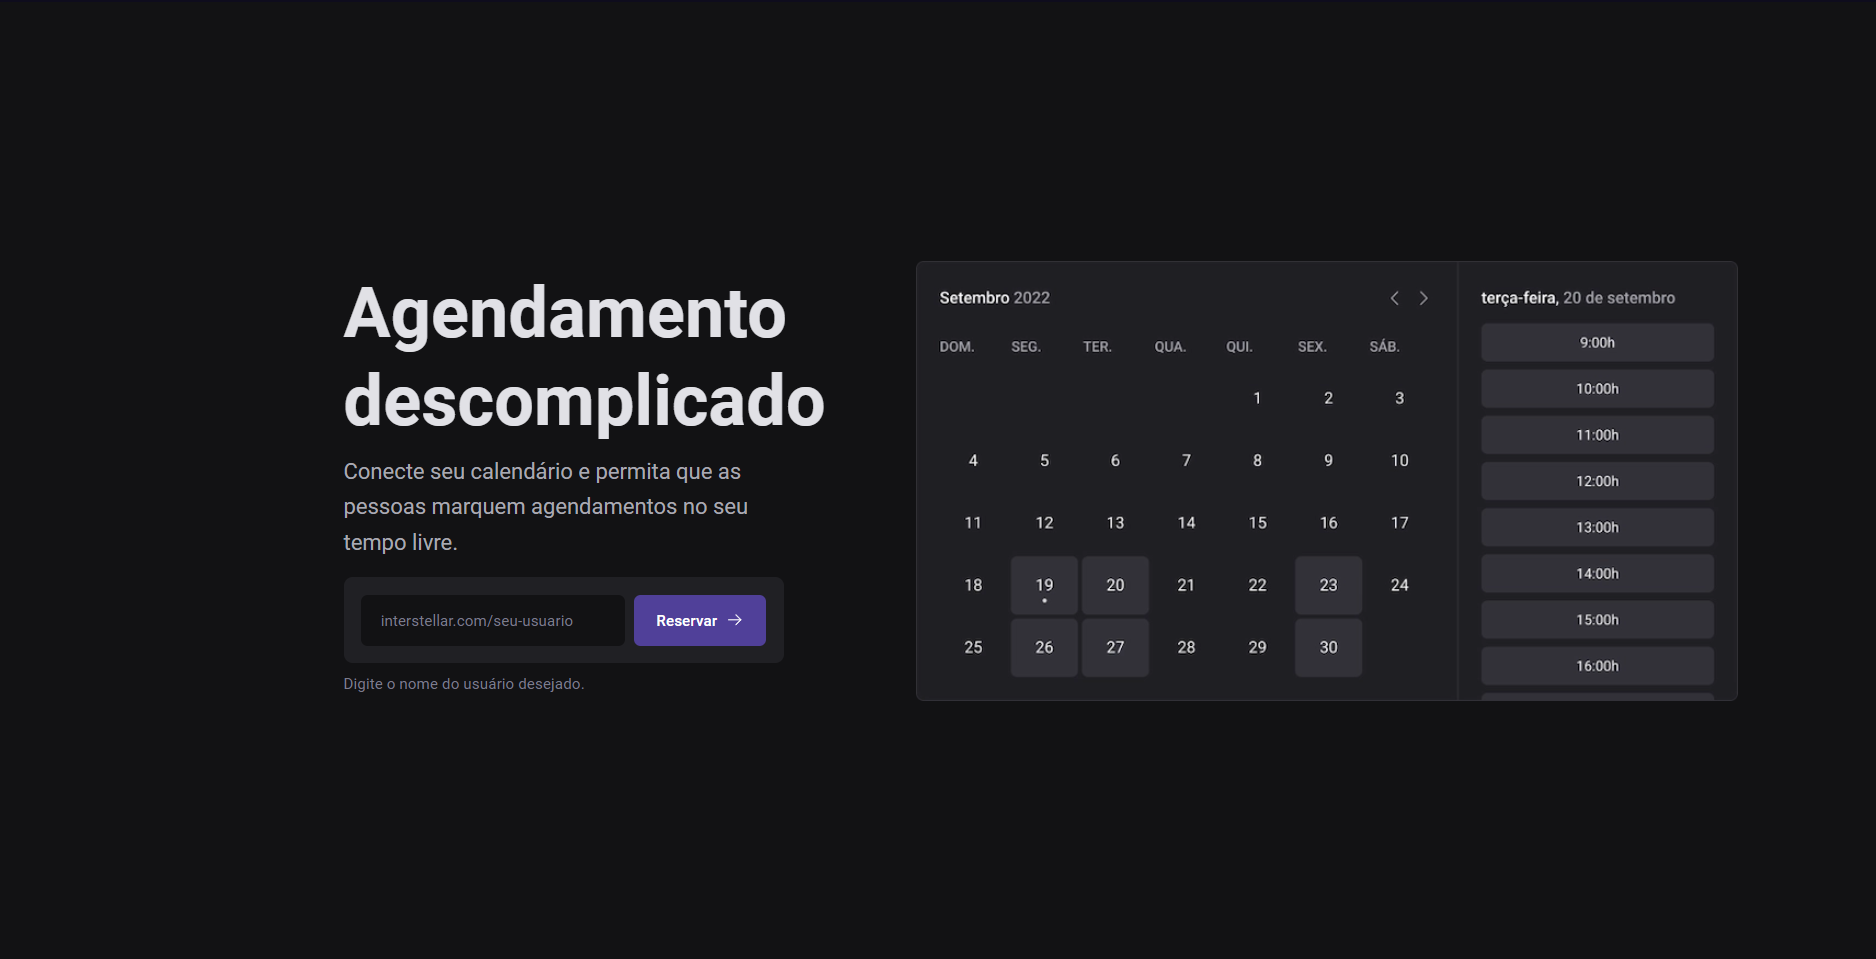 Agendamento
descomplicado
Conecte seu calendário e permita que as
pessoas marquem agendamentos no seu
tempo livre.
interstellar.com/seu-usuario
Reservar
Digite o nome do usuário desejado.
Setembro 2022
DOM. SEG. TER. QUA. QUI. SEX. SÁB.
1 2 3
4 5 6 7 8 9 10
11 12 13 14 15 16 17
18 19 20 21 22 23 24
25 26 27 28 29 30
terça-feira, 20 de setembro
9:00h
10:00h
11:00h
12:00h
13:00h
14:00h
15:00h
16:00h